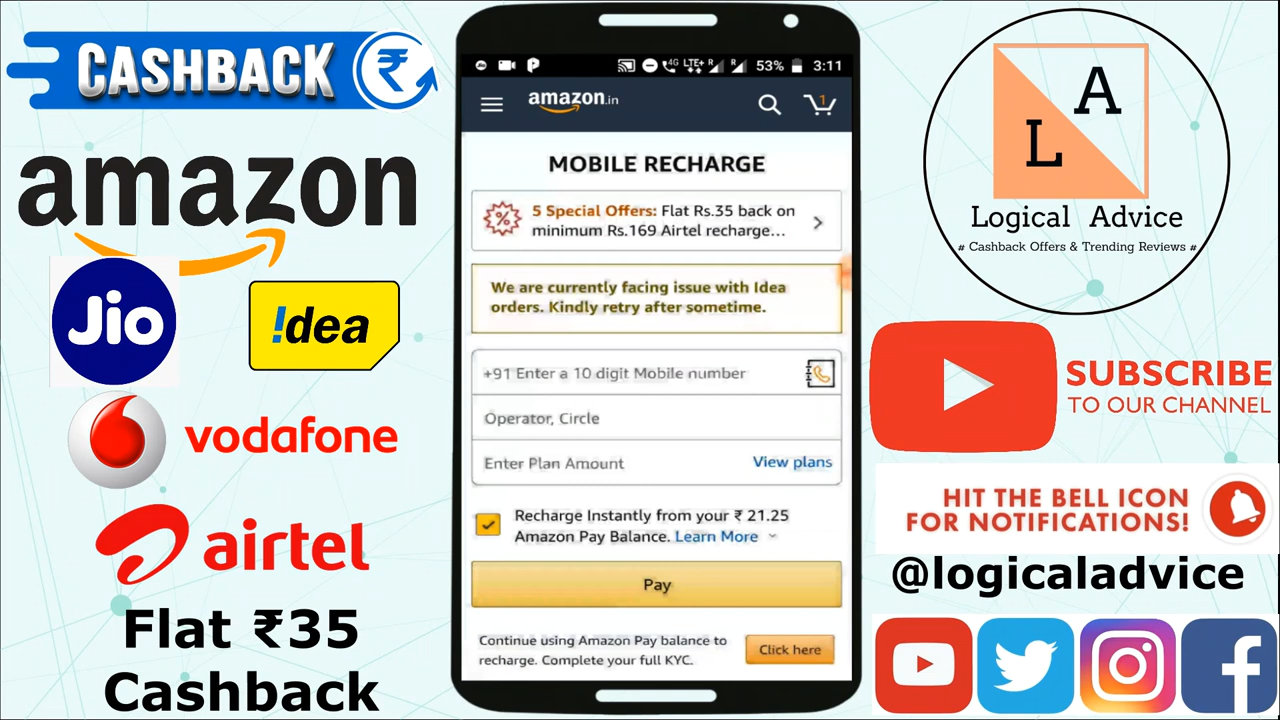 CASHBACK ₹
amazon
Jio
!dea
vodafone
airtel
Flat ₹35
Cashback
4G LTE+ R R 53% 3:11
amazon.in
1
MOBILE RECHARGE
5 Special Offers: Flat Rs.35 back on
minimum Rs.169 Airtel recharge...
We are currently facing issue with Idea
orders. Kindly retry after sometime.
+91 Enter a 10 digit Mobile number
Operator, Circle
Enter Plan Amount View plans
Recharge Instantly from your ₹ 21.25
Amazon Pay Balance. Learn More
Pay
Continue using Amazon Pay balance to
recharge. Complete your full KYC.
Click here
L A
Logical Advice
# Cashback Offers & Trending Reviews #
SUBSCRIBE
TO OUR CHANNEL
HIT THE BELL ICON
FOR NOTIFICATIONS!
@logicaladvice